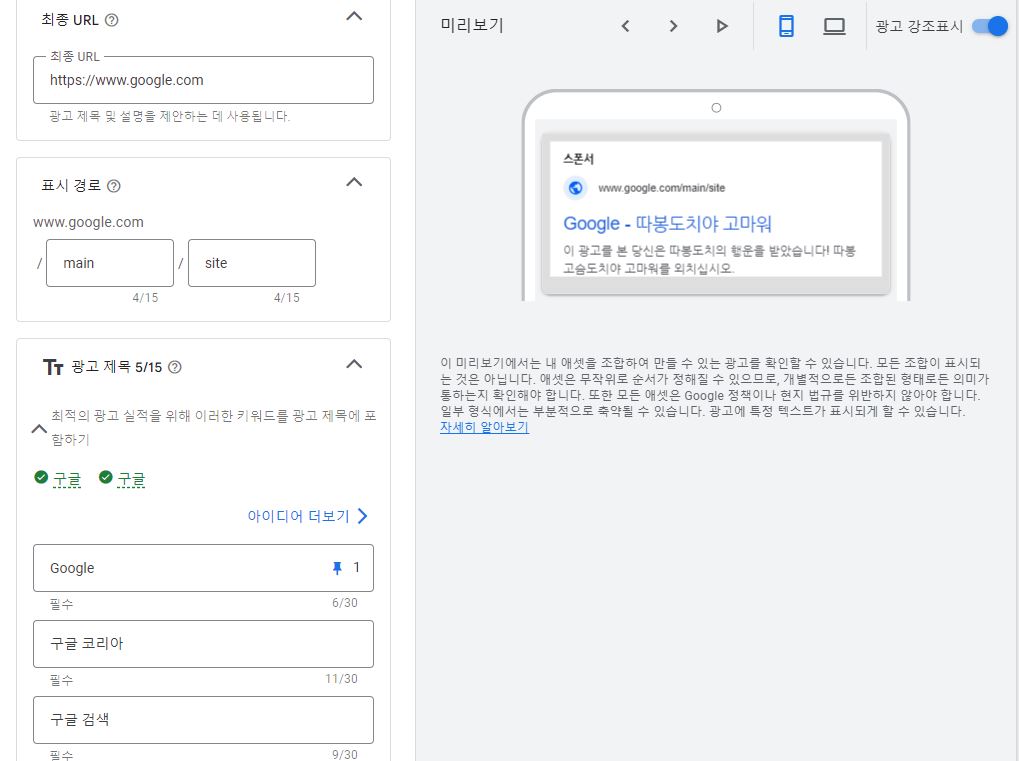 최종 URL
최종 URL
https://www.google.com
광고 제목 및 설명을 제안하는 데 사용됩니다.
표시 경로
www.google.com
/ main / site
4/15 4/15
광고 제목 5/15
최적의 광고 실적을 위해 이러한 키워드를 광고 제목에 포
함하기
구글 구글
아이디어 더보기
Google 1
필수 6/30
구글 코리아
필수 11/30
구글 검색
필수 9/30
미리보기
광고 강조표시
스폰서
www.google.com/main/site
Google - 따봉도치야 고마워
이 광고를 본 당신은 따봉도치의 행운을 받았습니다! 따봉
고슴도치야 고마워를 외치십시오.
이 미리보기에서는 내 애셋을 조합하여 만들 수 있는 광고를 확인할 수 있습니다. 모든 조합이 표시되
는 것은 아닙니다. 애셋은 무작위로 순서가 정해질 수 있으므로, 개별적으로든 조합된 형태로든 의미가
통하는지 확인해야 합니다. 또한 모든 애셋은 Google 정책이나 현지 법규를 위반하지 않아야 합니다.
일부 형식에서는 부분적으로 축약될 수 있습니다. 광고에 특정 텍스트가 표시되게 할 수 있습니다.
자세히 알아보기